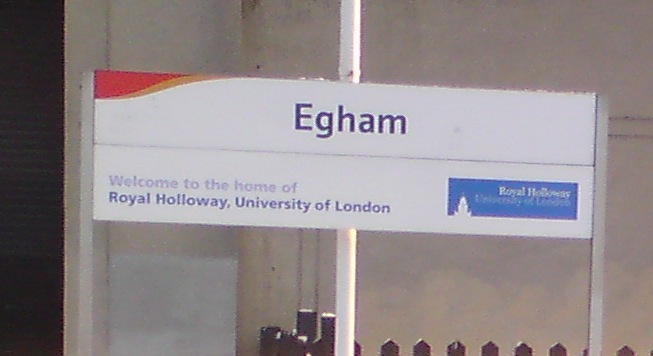 Egham
Welcome to the home of
Royal Holloway, University of London
Royal Holloway
University of London